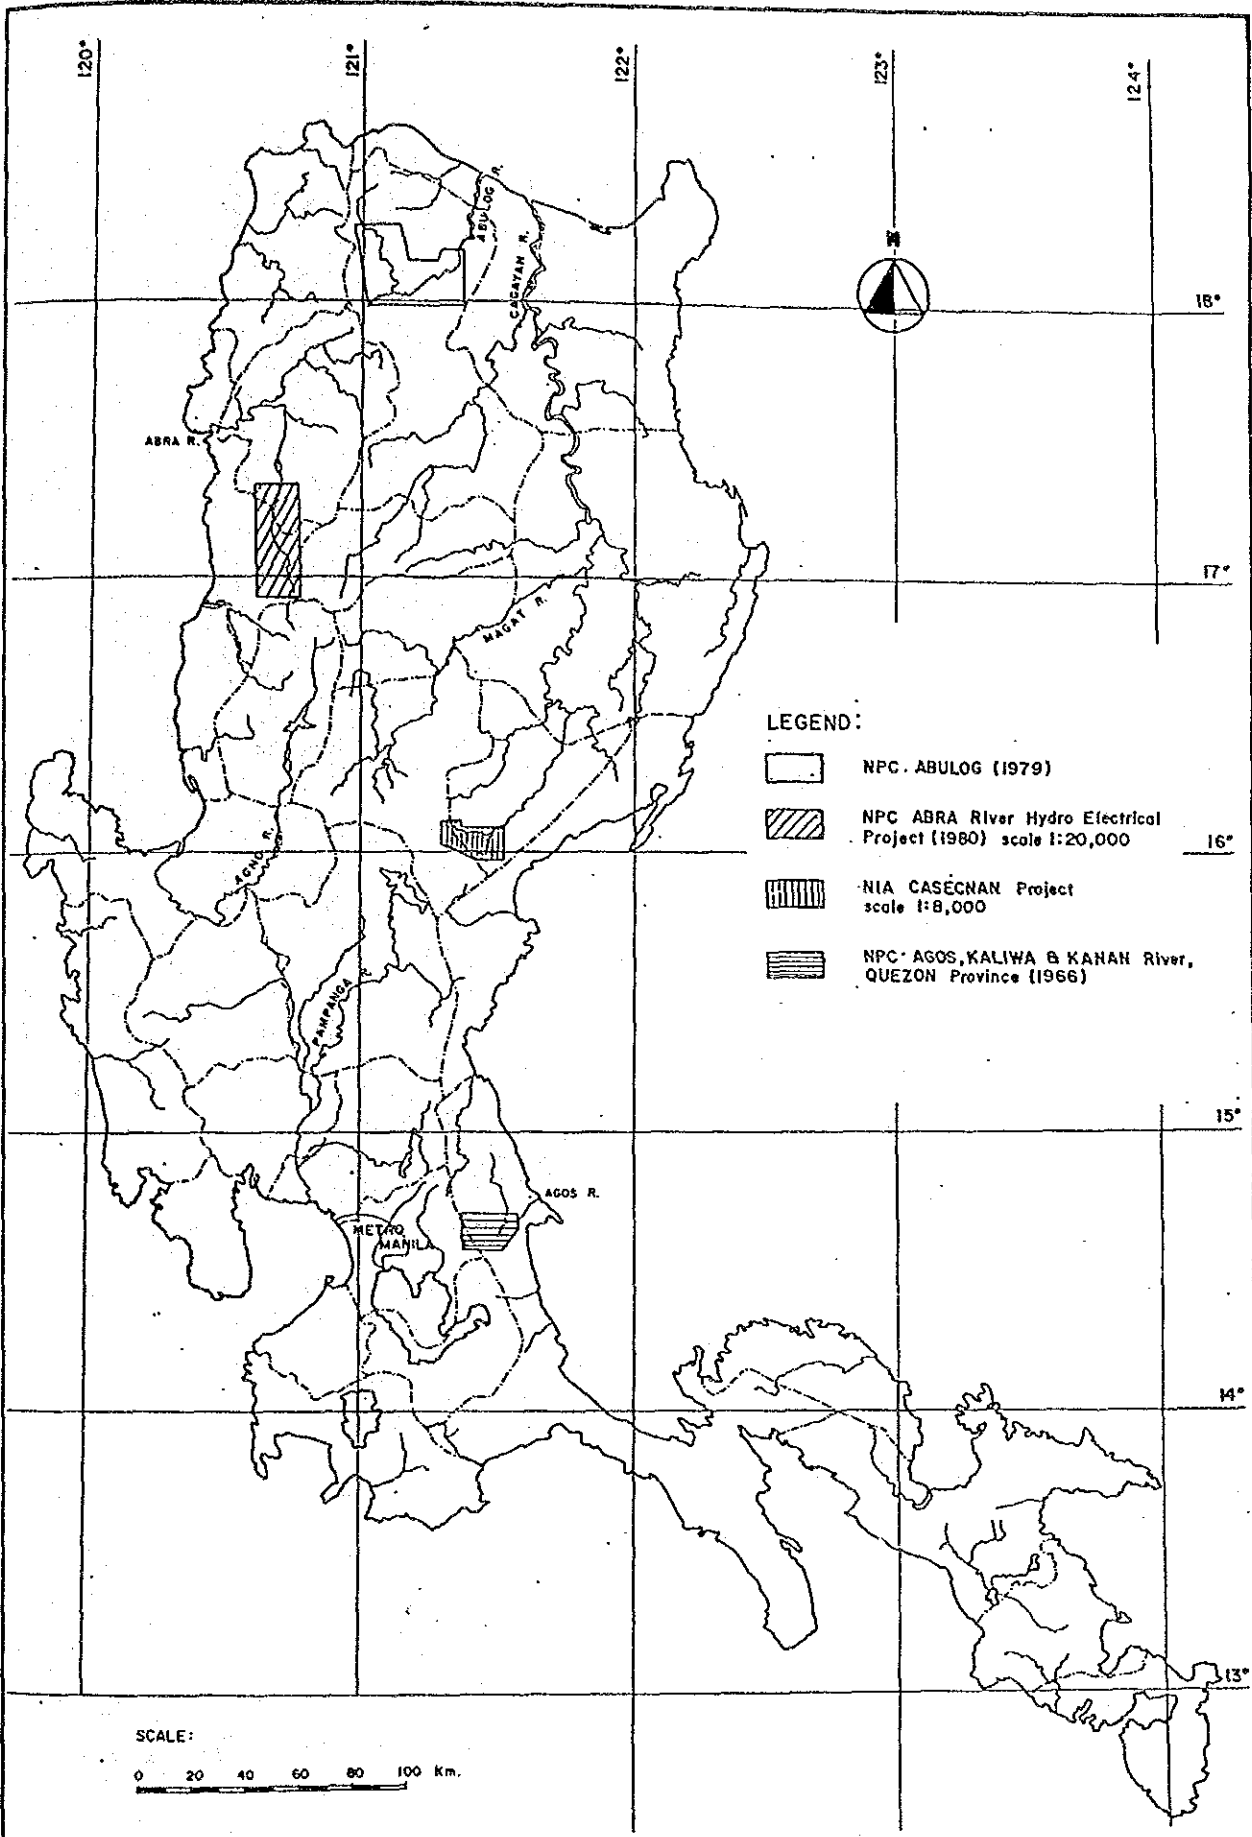 120°
121°
122°
123°
124°
ABULOG R.
CAGAYAN R.
N
18°
ABRA R.
17°
MAGAT R.
LEGEND:
NPC. ABULOG (1979)
NPC ABRA River Hydro Electrical
Project (1980) scale 1:20,000
16°
NIA CASECNAN Project
scale 1:8,000
NPC AGOS, KALIWA & KANAN River,
QUEZON Province (1966)
AGNO R.
PAMPANGA
15°
AGOS R.
METRO
MANILA
14°
13°
SCALE:
0 20 40 60 80 100 Km.